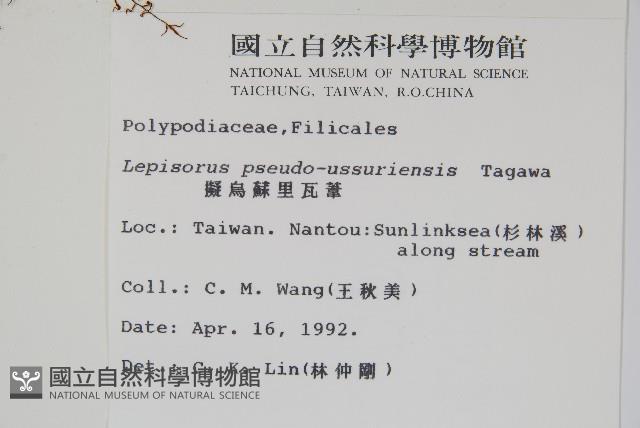 國立自然科學博物館
NATIONAL MUSEUM OF NATURAL SCIENCE
TAICHUNG, TAIWAN, R.O.CHINA
Polypodiaceae,Filicales
Lepisorus pseudo-ussuriensis Tagawa
擬烏蘇里瓦葦
Loc.: Taiwan. Nantou:Sunlinksea(杉林溪)
along stream
Coll.: C. M. Wang(王秋美)
Date: Apr. 16, 1992.
Det.: C. K. Lin(林仲剛)
國立自然科學博物館
NATIONAL MUSEUM OF NATURAL SCIENCE